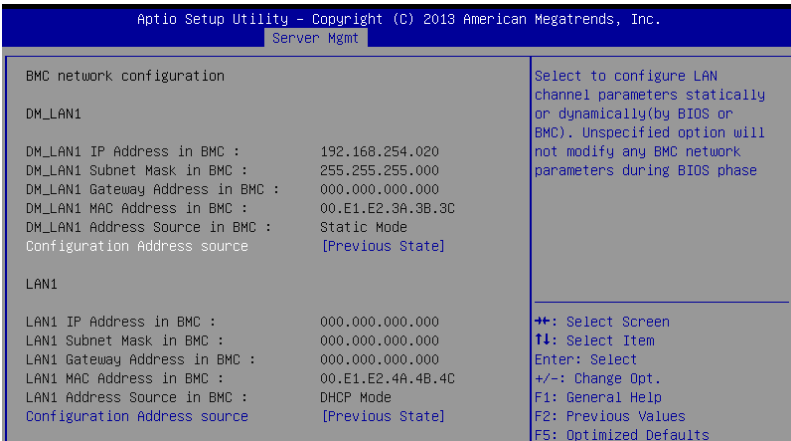 Aptio Setup Utility – Copyright (C) 2013 American Megatrends, Inc.
Server Mgmt
BMC network configuration
DM_LAN1
DM_LAN1 IP Address in BMC : 192.168.254.020
DM_LAN1 Subnet Mask in BMC : 255.255.255.000
DM_LAN1 Gateway Address in BMC : 000.000.000.000
DM_LAN1 MAC Address in BMC : 00.E1.E2.3A.3B.3C
DM_LAN1 Address Source in BMC : Static Mode
Configuration Address source [Previous State]
LAN1
LAN1 IP Address in BMC : 000.000.000.000
LAN1 Subnet Mask in BMC : 000.000.000.000
LAN1 Gateway Address in BMC : 000.000.000.000
LAN1 MAC Address in BMC : 00.E1.E2.4A.4B.4C
LAN1 Address Source in BMC : DHCP Mode
Configuration Address source [Previous State]
Select to configure LAN
channel parameters statically
or dynamically(by BIOS or
BMC). Unspecified option will
not modify any BMC network
parameters during BIOS phase
→←: Select Screen
↑↓: Select Item
Enter: Select
+/-: Change Opt.
F1: General Help
F2: Previous Values
F5: Optimized Defaults